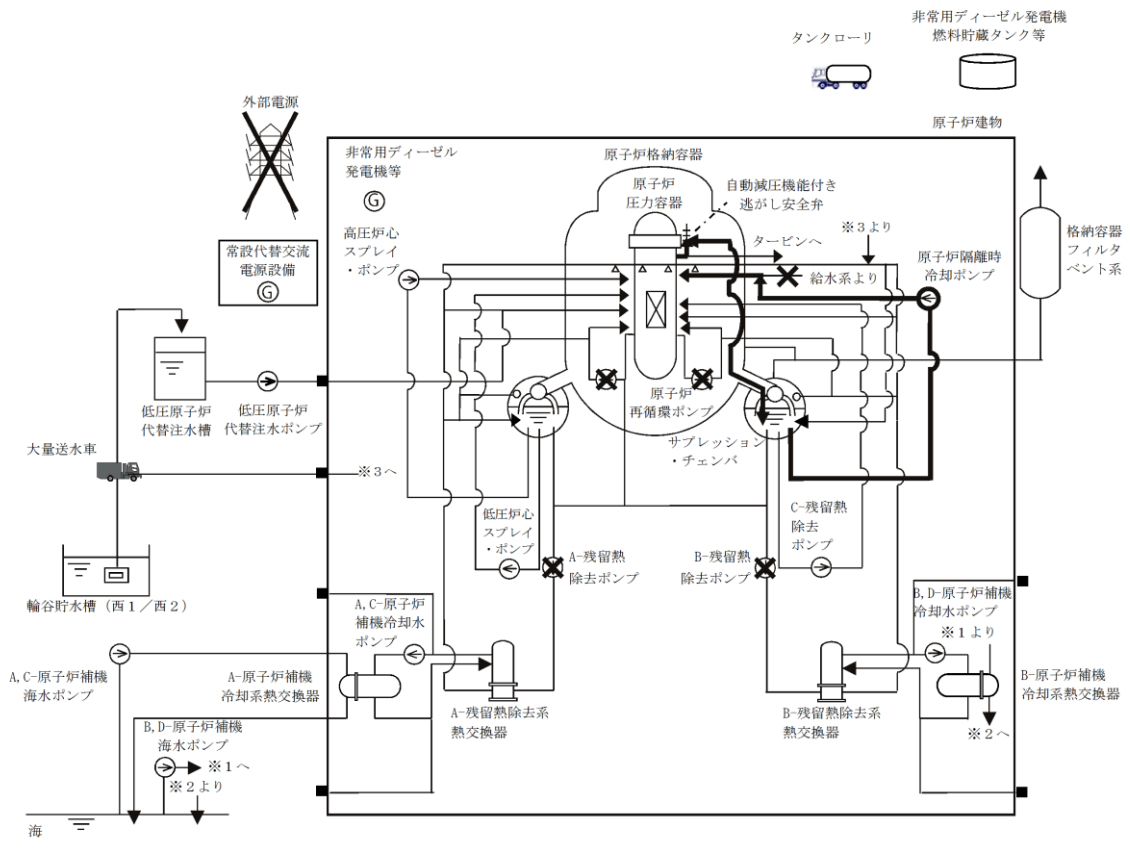 非常用ディーゼル発電機
燃料貯蔵タンク等
タンクローリ
外部電源
原子炉建物
非常用ディーゼル
発電機等
G
原子炉格納容器
原子炉
圧力容器
自動減圧機能付き
逃がし安全弁
高圧炉心
スプレイ
・ポンプ
※3より
タービンへ
給水系より
原子炉隔離時
冷却ポンプ
格納容器
フィルタ
ベント系
常設代替交流
電源設備
G
低圧原子炉
代替注水槽
低圧原子炉
代替注水ポンプ
原子炉
再循環ポンプ
サプレッション
・チェンバ
大量送水車
※3へ
低圧炉心
スプレイ
・ポンプ
A-残留熱
除去ポンプ
B-残留熱
除去ポンプ
C-残留熱
除去
ポンプ
輪谷貯水槽(西1/西2)
A,C-原子炉
補機冷却水
ポンプ
B,D-原子炉補機
冷却水ポンプ
※1より
A,C-原子炉補機
海水ポンプ
A-原子炉補機
冷却系熱交換器
A-残留熱除去系
熱交換器
B-残留熱除去系
熱交換器
B-原子炉補機
冷却系熱交換器
※2へ
B,D-原子炉補機
海水ポンプ
※1へ
※2より
海